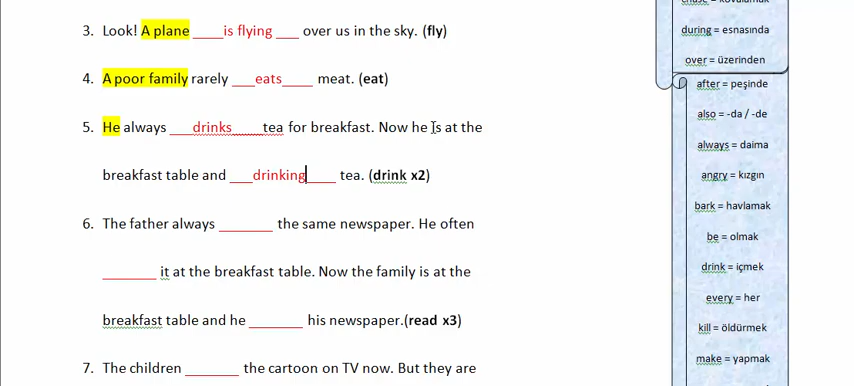 3. Look! A plane ____is flying ___ over us in the sky. (fly)
4. A poor family rarely ___eats____ meat. (eat)
5. He always ___drinks____tea for breakfast. Now he is at the
breakfast table and ___drinking____ tea. (drink x2)
6. The father always _______ the same newspaper. He often
_______ it at the breakfast table. Now the family is at the
breakfast table and he _______ his newspaper.(read x3)
7. The children _______ the cartoon on TV now. But they are
during = esnasında
over = üzerinden
after = peşinde
also = -da / -de
always = daima
angry = kızgın
bark = havlamak
be = olmak
drink = içmek
every = her
kill = öldürmek
make = yapmak